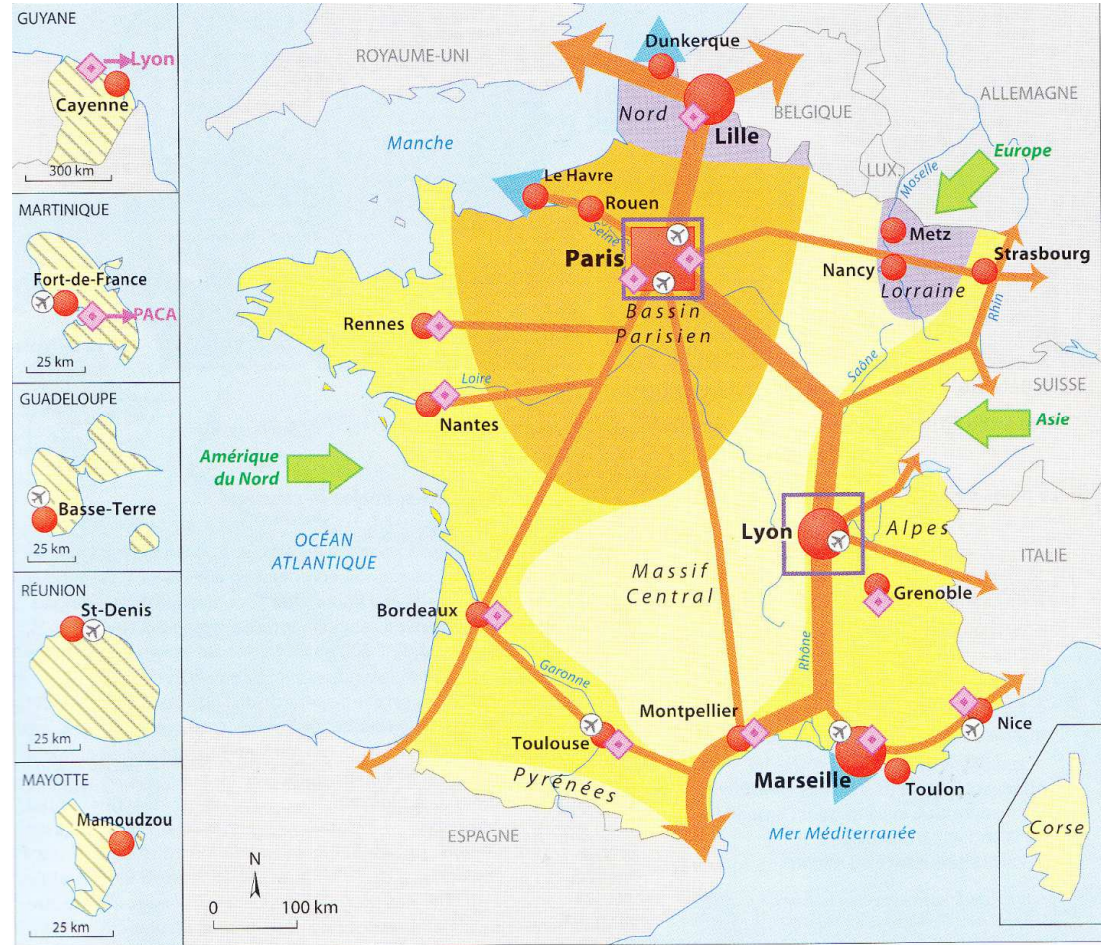 GUYANE
Lyon
Cayenne
300 km
MARTINIQUE
Fort-de-France
PACA
25 km
GUADELOUPE
Basse-Terre
25 km
RÉUNION
St-Denis
25 km
MAYOTTE
Mamoudzou
25 km
ROYAUME-UNI
Dunkerque
Nord
Lille
BELGIQUE
ALLEMAGNE
Manche
LUX.
Moselle
Europe
Le Havre
Rouen
Seine
Metz
Paris
Nancy
Strasbourg
Lorraine
Bassin
Parisien
Rhin
Rennes
Loire
Saône
Nantes
SUISSE
Asie
Amérique
du Nord
OCÉAN
ATLANTIQUE
Lyon
Alpes
ITALIE
Massif
Central
Grenoble
Bordeaux
Garonne
Rhône
Montpellier
Nice
Toulouse
Marseille
Toulon
Pyrénées
ESPAGNE
Mer Méditerranée
Corse
N
0 100 km